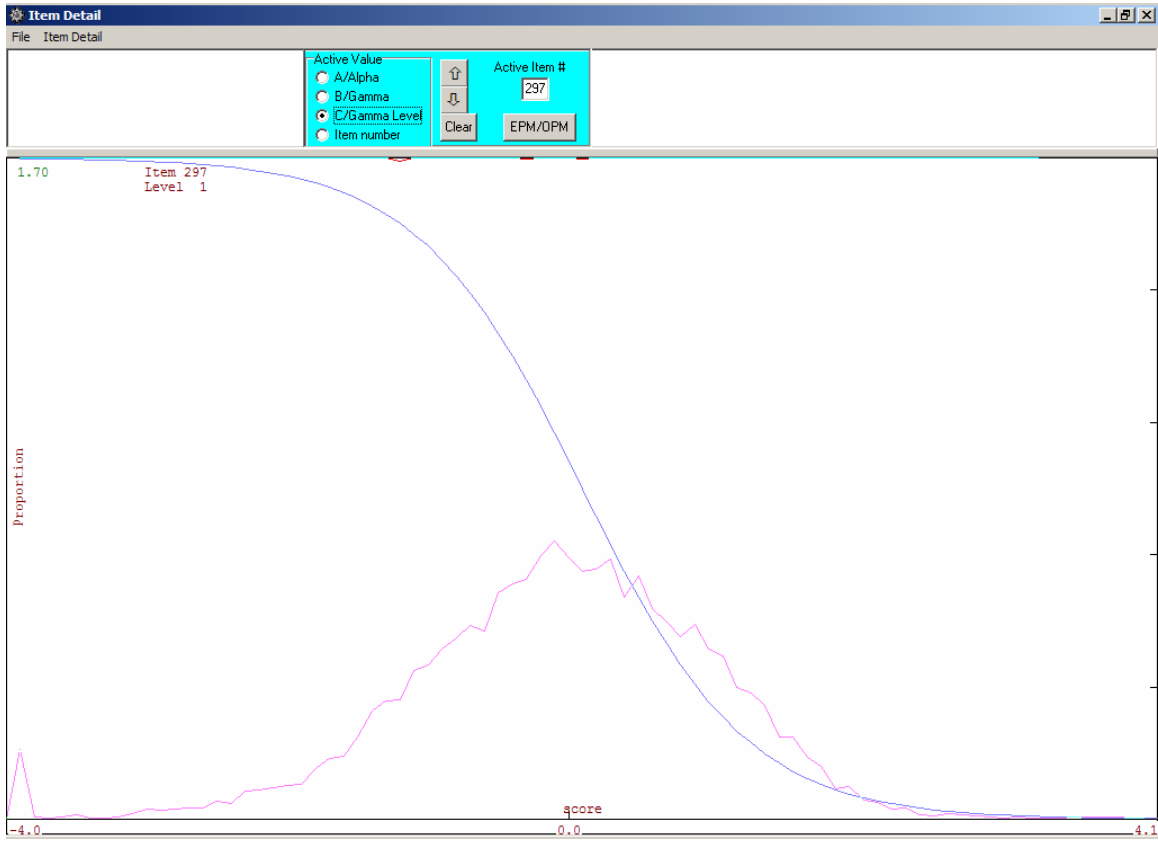 Item Detail
File Item Detail
Active Value
A/Alpha
B/Gamma
C/Gamma Level
Item number
Clear
Active Item #
297
EPM/OPM
1.70
Item 297
Level 1
Proportion
score
-4.0
0.0
4.1